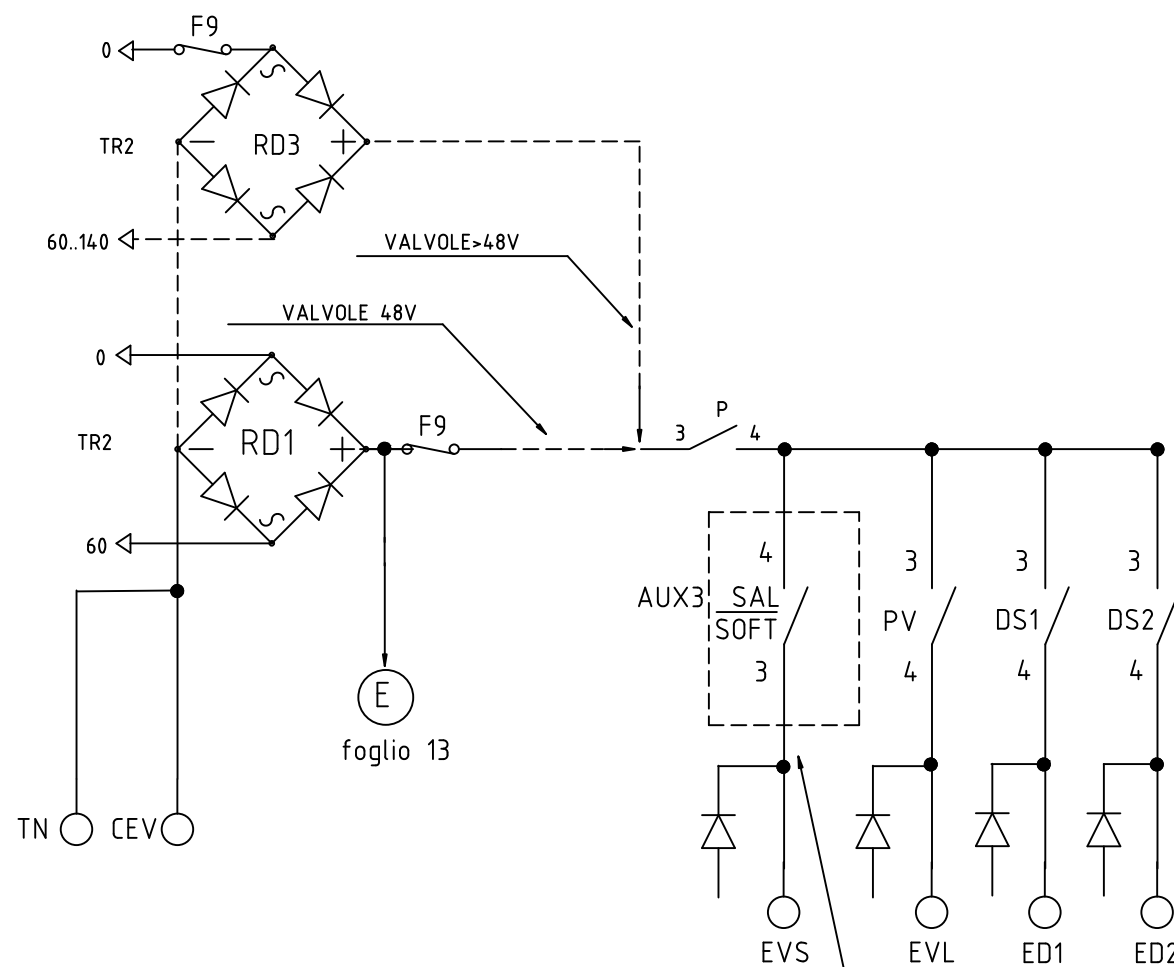 F9
0
TR2
RD3
60..140
VALVOLE>48V
VALVOLE 48V
0
TR2
RD1
F9
3 P 4
60
4 3 3 3
AUX3 SAL PV DS1 DS2
SOFT
3 4 4 4
E
foglio 13
TN CEV
EVS EVL ED1 ED2